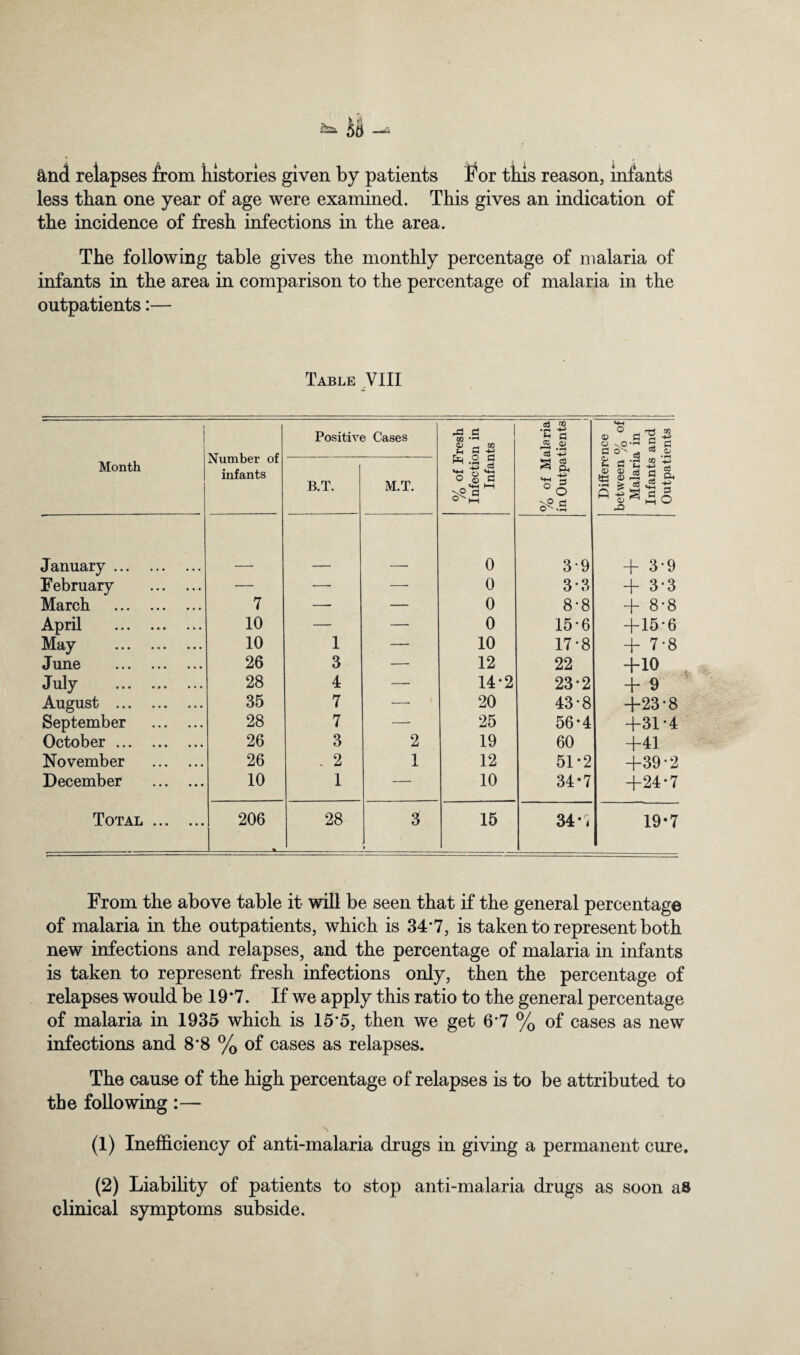 — 58 —
and relapses from histories given by patients For this reason, infants
less than one year of age were examined. This gives an indication of
the incidence of fresh infections in the area.
The following table gives the monthly percentage of malaria of
infants in the area in comparison to the percentage of malaria in the
outpatients:—
Table VIII
Month | Number of infants | Positive Cases B.T. | M.T. | % of Fresh Infection in Infants | % of Malaria in Outpatients | Difference between % of Malaria in Infants and Outpatients
January ... ... ... — — — 0 3·9 + 3·9
February ... ... — — — 0 3·3 + 3·3
March ... ... ... 7 — — 0 8·8 + 8·8
April ... ... ... 10 — — 0 15·6 +15·6
May ... ... ... 10 1 — 10 17·8 + 7·8
June ... ... ... 26 3 — 12 22 +10
July ... ... ... 28 4 — 14·2 23·2 + 9
August ... ... ... 35 7 — 20 43·8 +23·8
September ... ... 28 7 — 25 56·4 +31·4
October ... ... ... 26 3 2 19 60 +41
November ... ... 26 2 1 12 51·2 +39·2
December ... ... 10 1 — 10 34·7 +24·7
Total ... ... 206 28 3 15 34·7 19·7
From the above table it will be seen that if the general percentage
of malaria in the outpatients, which is 34·7, is taken to represent both
new infections and relapses, and the percentage of malaria in infants
is taken to represent fresh infections only, then the percentage of
relapses would be 19·7. If we apply this ratio to the general percentage
of malaria in 1935 which is 15·5, then we get 6·7 % of cases as new
infections and 8·8 % of cases as relapses.
The cause of the high percentage of relapses is to be attributed to
the following :—
(1) Inefficiency of anti-malaria drugs in giving a permanent cure.
(2) Liability of patients to stop anti-malaria drugs as soon as
clinical symptoms subside.